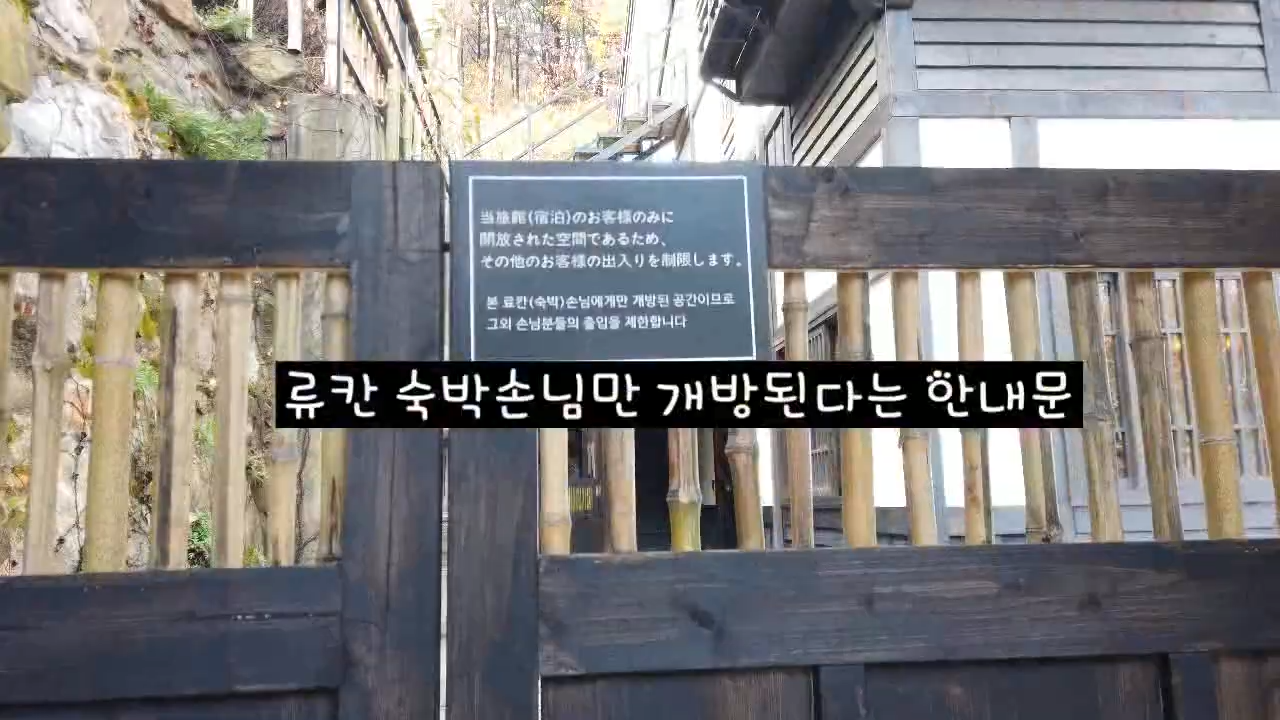 当旅館(宿泊)のお客様のみに
開放された空間であるため、
その他のお客様の出入りを制限します。
본 료칸(숙박)손님에게만 개방된 공간이므로
그외 손님분들의 출입을 제한합니다
류칸 숙박손님만 개방된다는 안내문